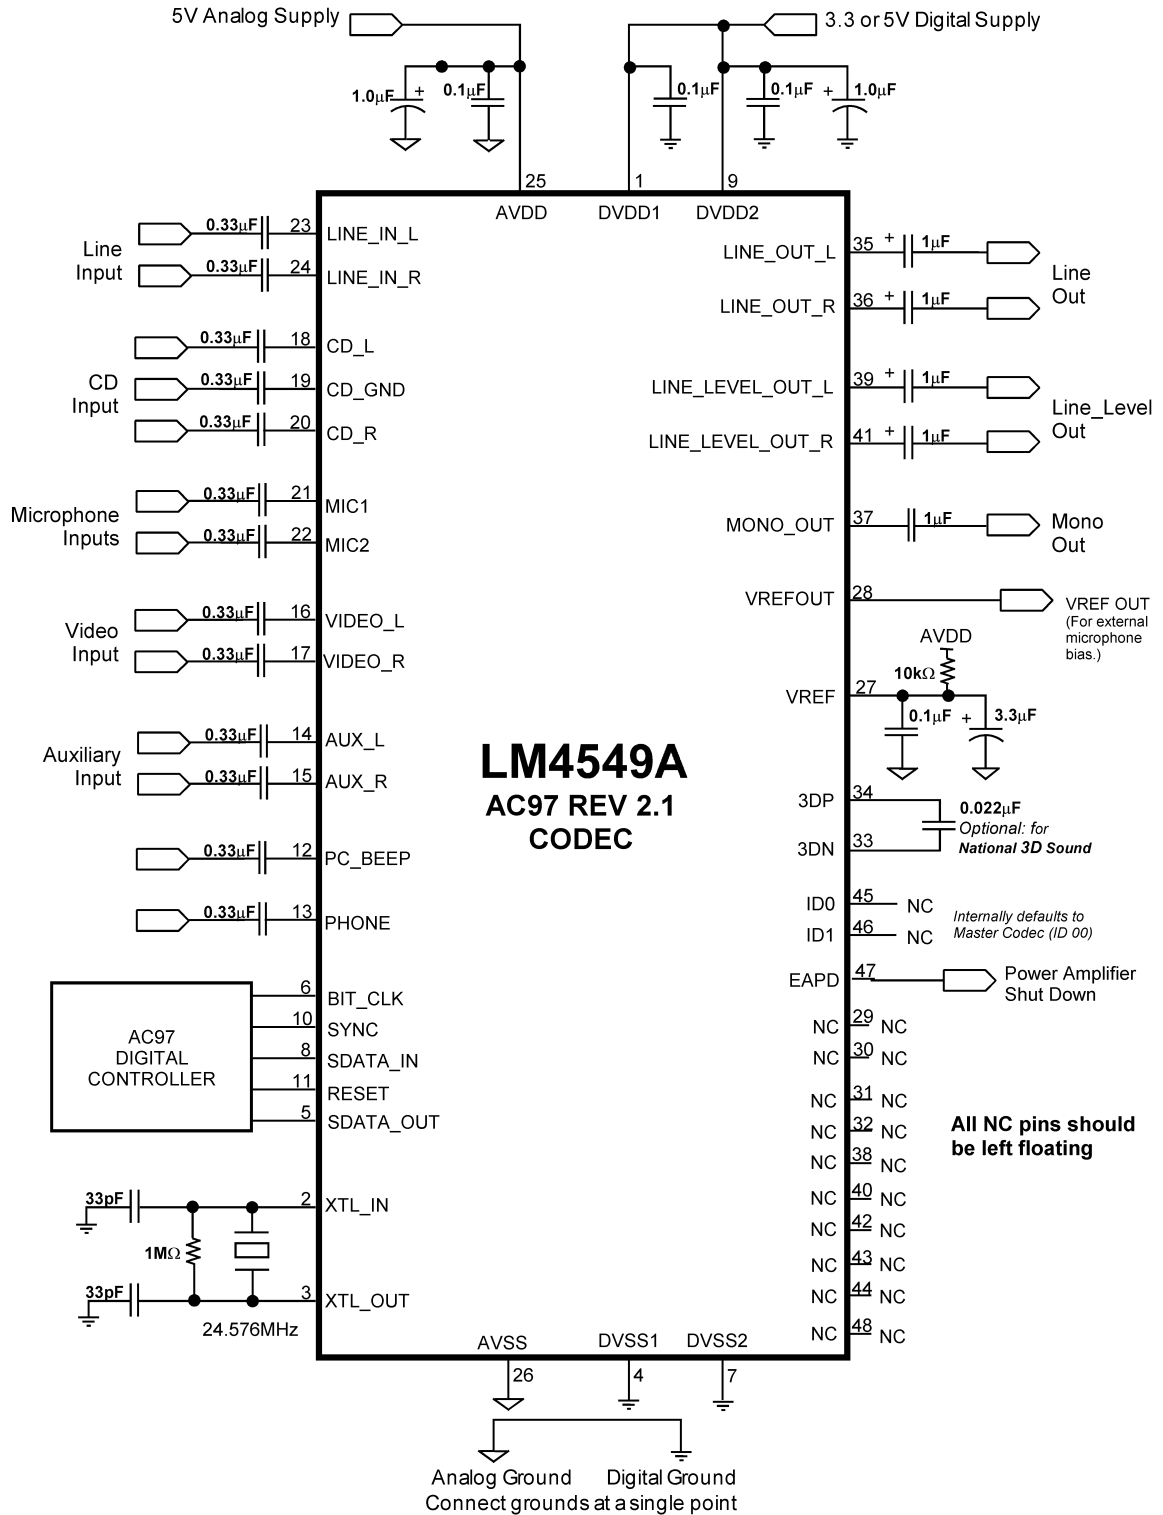 5V Analog Supply
3.3 or 5V Digital Supply
1.0µF
+
0.1µF
0.1µF
0.1µF
+
1.0µF
25
1
9
AVDD
DVDD1
DVDD2
Line
Input
0.33µF
23
LINE_IN_L
0.33µF
24
LINE_IN_R
CD
Input
0.33µF
18
CD_L
0.33µF
19
CD_GND
0.33µF
20
CD_R
Microphone
Inputs
0.33µF
21
MIC1
0.33µF
22
MIC2
Video
Input
0.33µF
16
VIDEO_L
0.33µF
17
VIDEO_R
Auxiliary
Input
0.33µF
14
AUX_L
0.33µF
15
AUX_R
0.33µF
12
PC_BEEP
0.33µF
13
PHONE
AC97
DIGITAL
CONTROLLER
6
BIT_CLK
10
SYNC
8
SDATA_IN
11
RESET
5
SDATA_OUT
33pF
2
XTL_IN
1MΩ
33pF
3
XTL_OUT
24.576MHz
LM4549A
AC97 REV 2.1
CODEC
LINE_OUT_L
35
+
1µF
LINE_OUT_R
36
+
1µF
Line
Out
LINE_LEVEL_OUT_L
39
+
1µF
LINE_LEVEL_OUT_R
41
+
1µF
Line_Level
Out
MONO_OUT
37
1µF
Mono
Out
VREFOUT
28
VREF OUT
(For external
microphone
bias.)
AVDD
10kΩ
VREF
27
0.1µF
+
3.3µF
3DP
34
0.022µF
Optional: for
National 3D Sound
3DN
33
ID0
45
NC
ID1
46
NC
Internally defaults to
Master Codec (ID 00)
EAPD
47
Power Amplifier
Shut Down
NC
29
NC
NC
30
NC
NC
31
NC
NC
32
NC
NC
38
NC
NC
40
NC
NC
42
NC
NC
43
NC
NC
44
NC
NC
48
NC
All NC pins should
be left floating
AVSS
DVSS1
DVSS2
26
4
7
Analog Ground
Digital Ground
Connect grounds at a single point